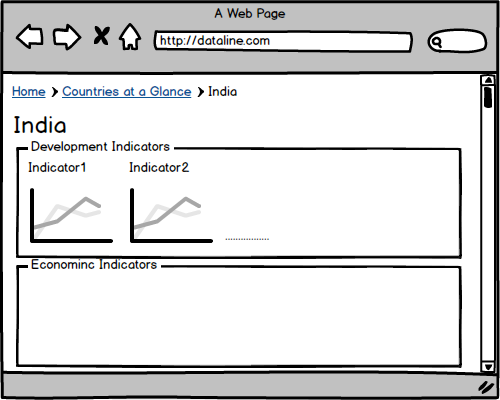 A Web Page
http://dataline.com
Home Countries at a Glance India
India
Development Indicators
Indicator1 Indicator2
Econominc Indicators